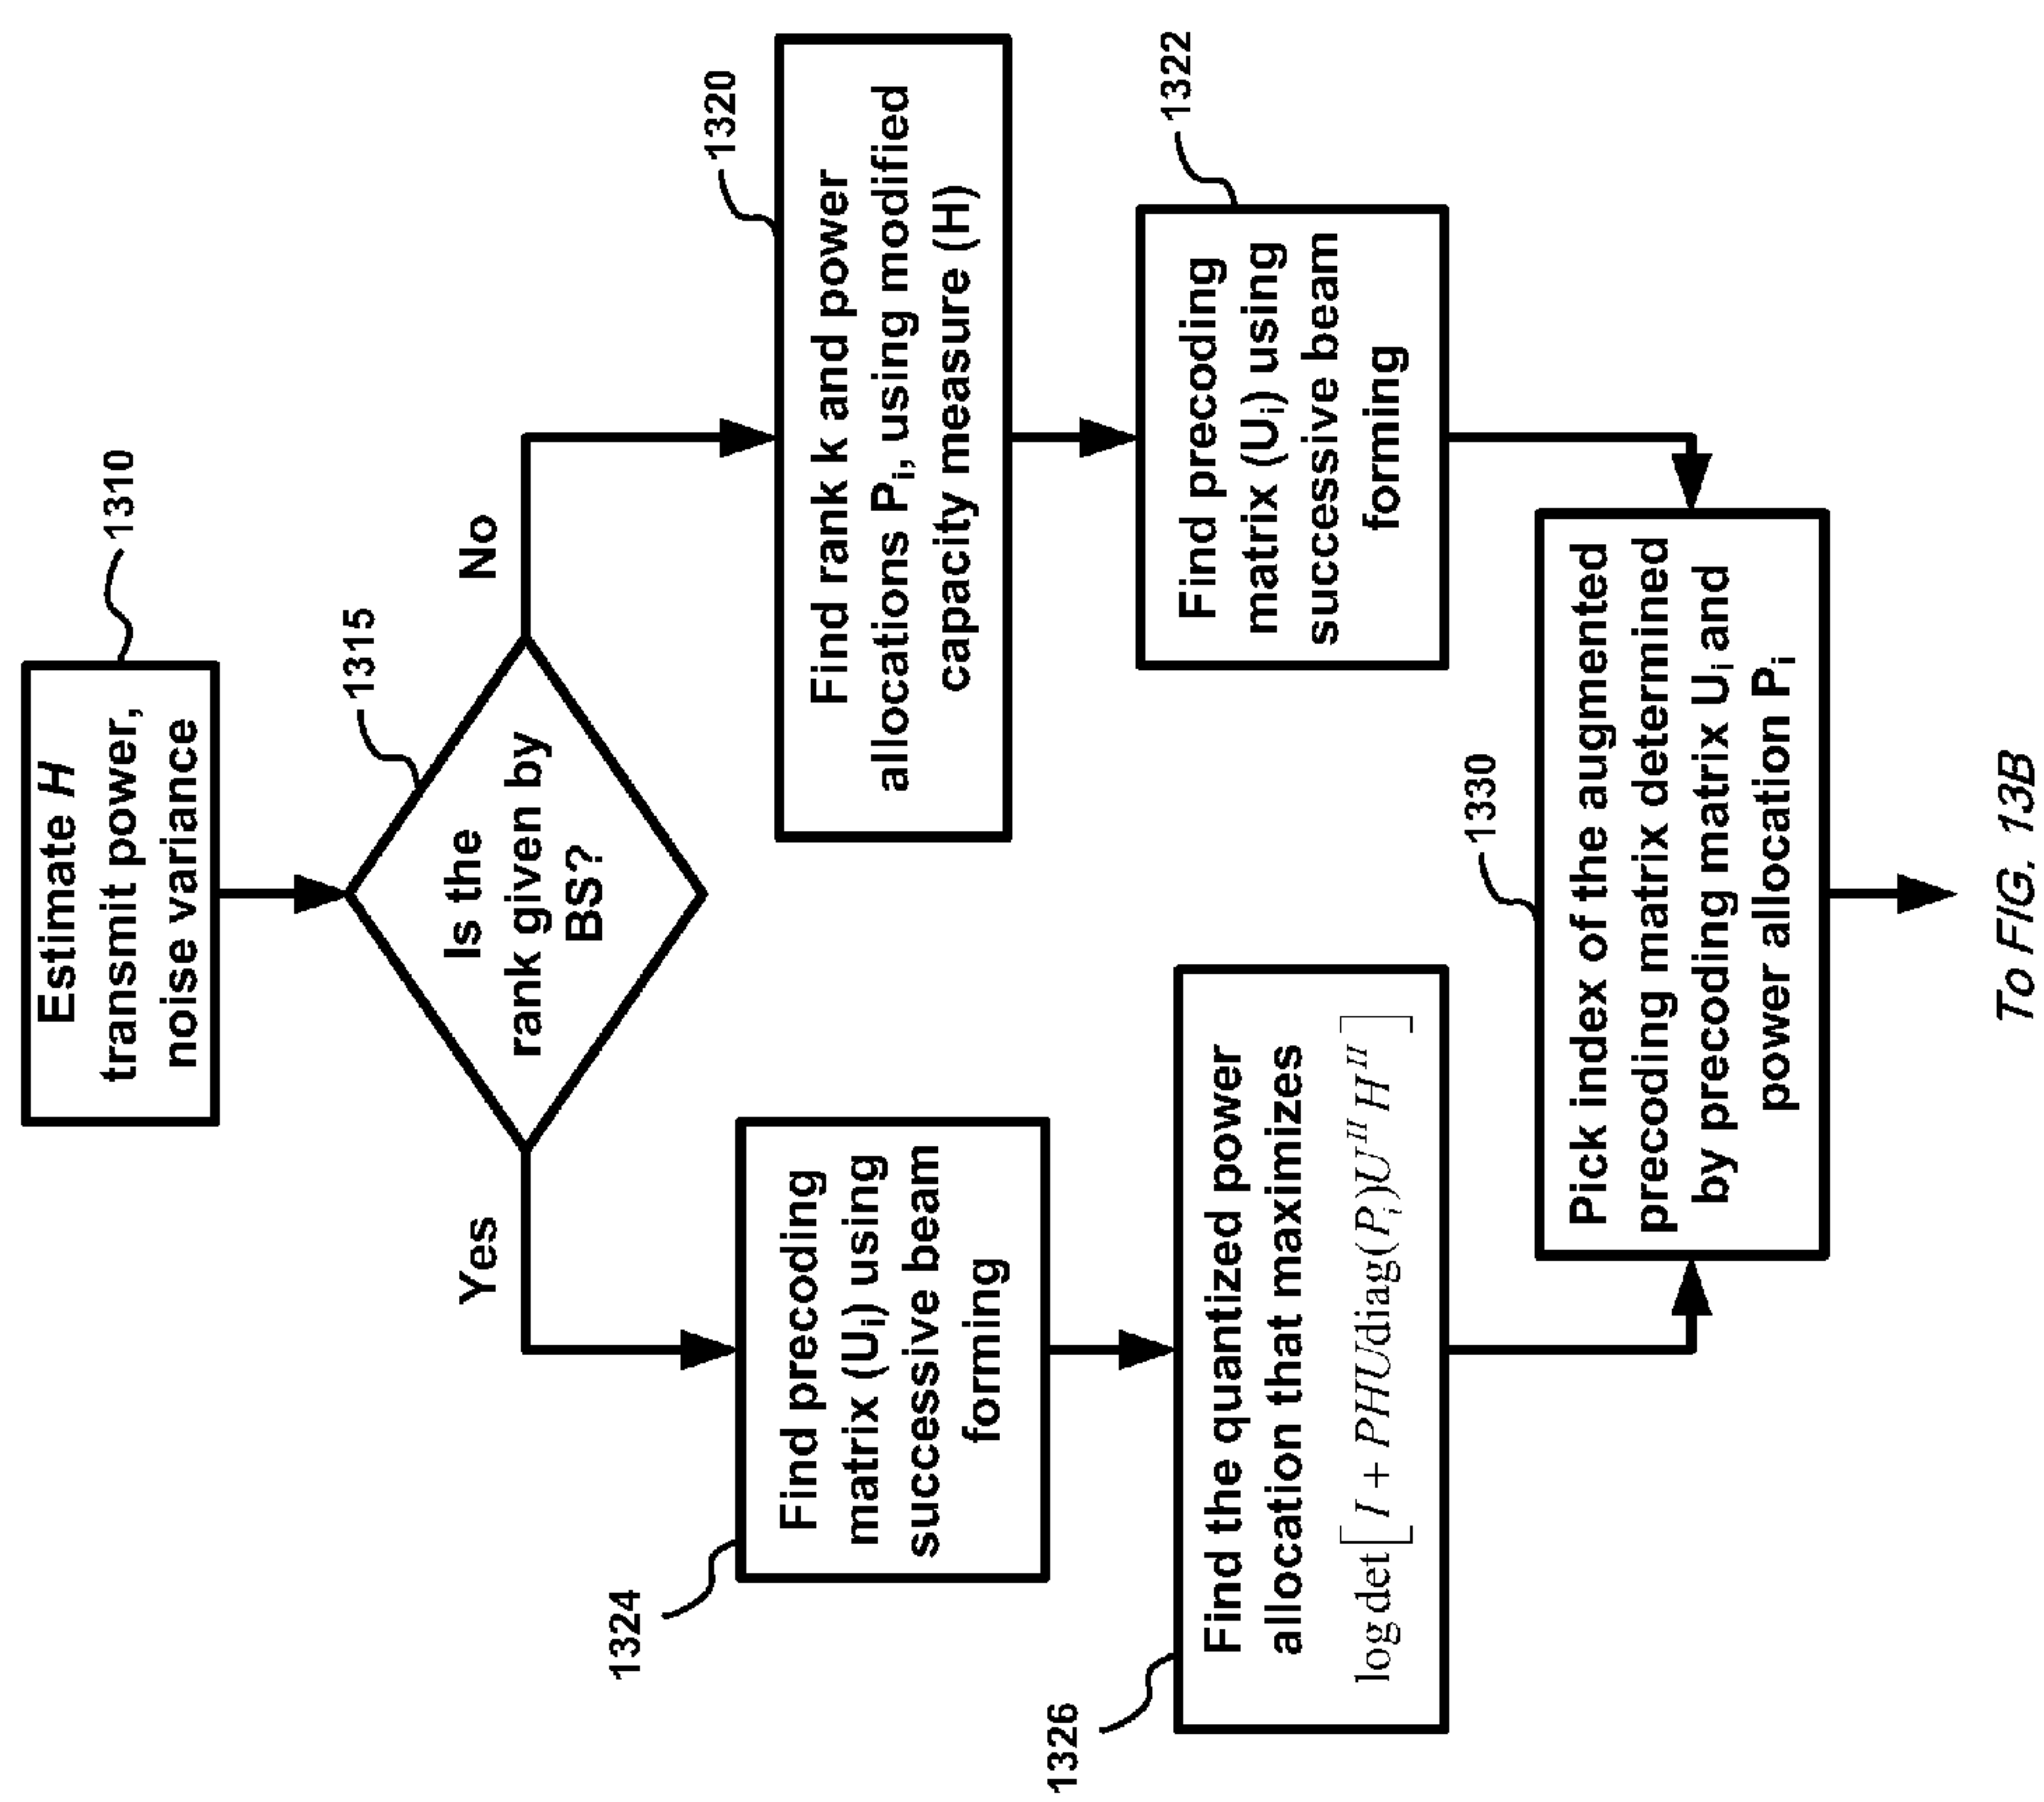 1310
Estimate H
transmit power,
noise variance
1315
Is the
rank given by
BS?
Yes
No
1324
Find precoding
matrix (Uᵢ) using
successive beam
forming
1326
Find the quantized power
allocation that maximizes
log det [I + PHUdiag(Pᵢ)Uᴴ Hᴴ]
1320
Find rank k and power
allocations Pᵢ, using modified
capacity measure (H)
1322
Find precoding
matrix (Uᵢ) using
successive beam
forming
1330
Pick index of the augmented
precoding matrix determined
by precoding matrix Uᵢ and
power allocation Pᵢ
To FIG. 13B